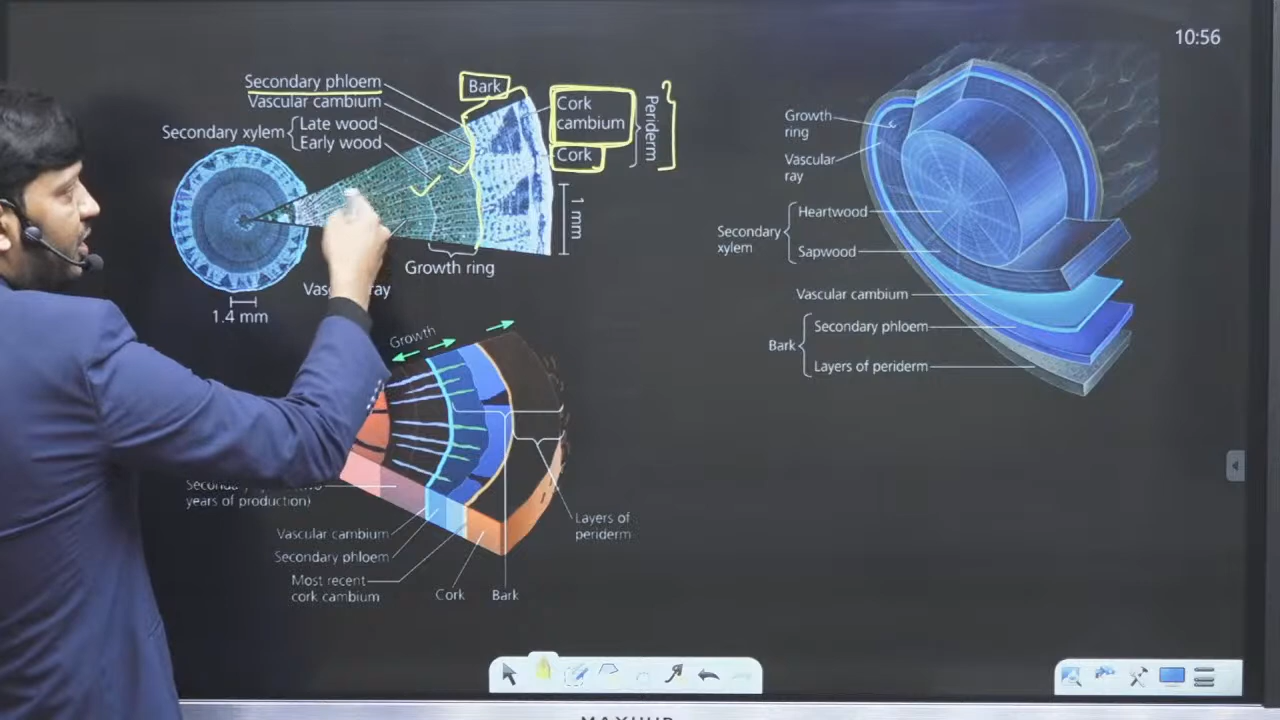 10:56
Secondary phloem
Bark
Vascular cambium
Cork
cambium
Periderm
Secondary xylem
Late wood
Early wood
Cork
1 mm
Growth ring
1.4 mm
Growth
years of production)
Vascular cambium
Secondary phloem
Most recent
cork cambium
Cork
Bark
Layers of
periderm
Growth
ring
Vascular
ray
Heartwood
Secondary
xylem
Sapwood
Vascular cambium
Secondary phloem
Bark
Layers of periderm